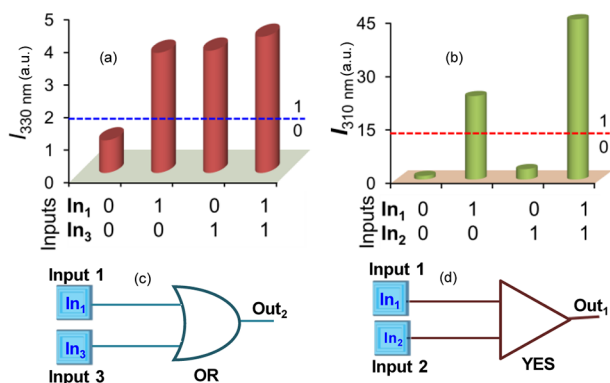 (a)
I330 nm (a.u.)
5
4
3
2
1
0
1
0
Inputs
In1 0 1 0 1
In3 0 0 1 1
(b)
I310 nm (a.u.)
45
30
15
0
1
0
Inputs
In1 0 1 0 1
In2 0 0 1 1
(c)
Input 1
In1
In3
Input 3
Out2
OR
(d)
Input 1
In1
In2
Input 2
Out1
YES